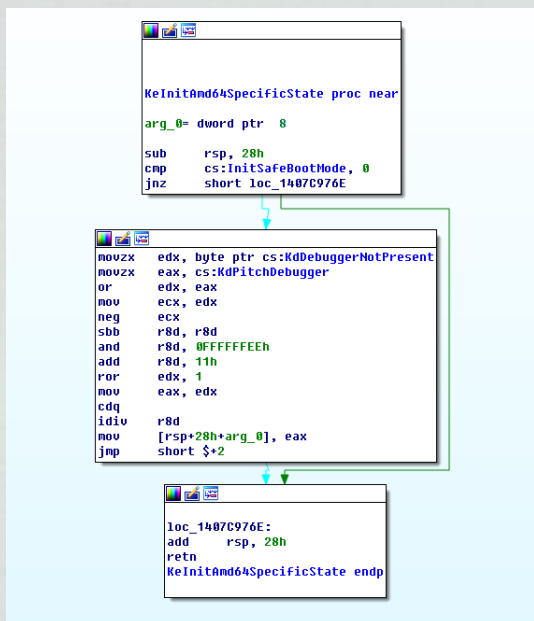 KeInitAmd64SpecificState proc near
arg_0= dword ptr  8
sub     rsp, 28h
cmp     cs:InitSafeBootMode, 0
jnz     short loc_1407C976E
movzx   edx, byte ptr cs:KdDebuggerNotPresent
movzx   eax, cs:KdPitchDebugger
or      edx, eax
mov     ecx, edx
neg     ecx
sbb     r8d, r8d
and     r8d, 0FFFFFFEEh
add     r8d, 11h
ror     edx, 1
mov     eax, edx
cdq
idiv    r8d
mov     [rsp+28h+arg_0], eax
jmp     short $+2
loc_1407C976E:
add     rsp, 28h
retn
KeInitAmd64SpecificState endp